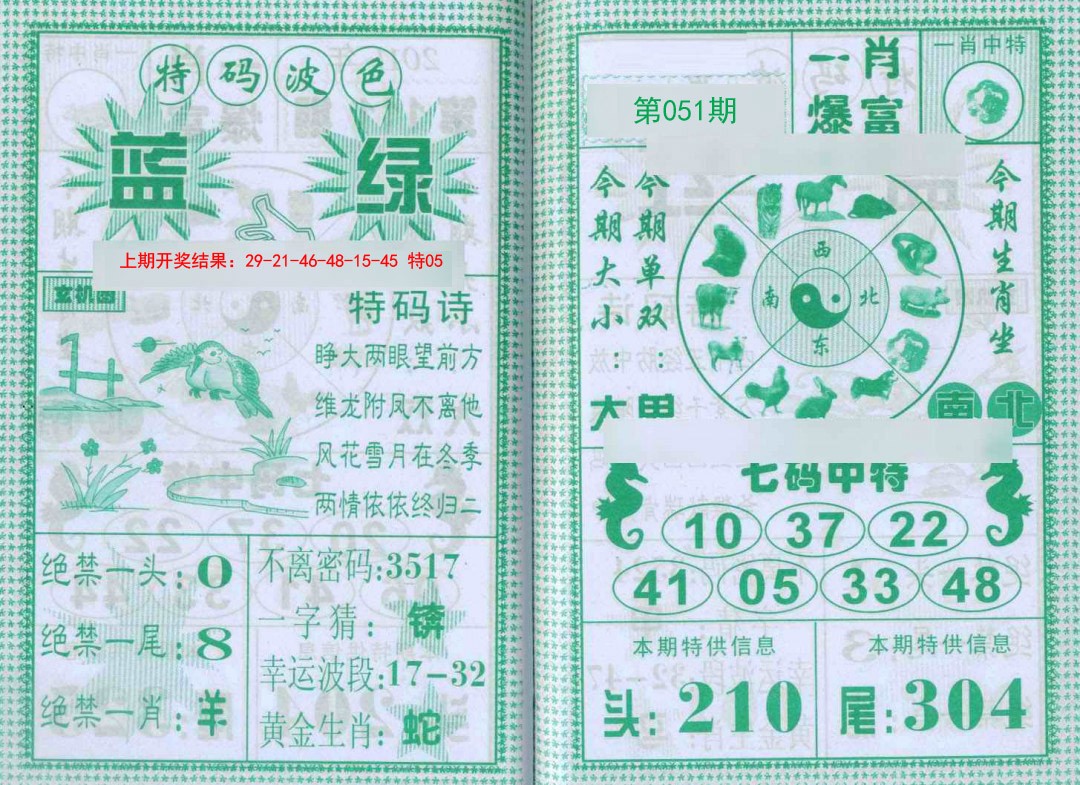 特码波色
蓝 绿
上期开奖结果：29-21-46-48-15-45 特05
玄机图
特码诗
睁大两眼望前方
维龙附凤不离他
风花雪月在冬季
两情依依终归二
绝禁一头：0
绝禁一尾：8
绝禁一肖：羊
不离密码:3517
一字猜：
幸运波段:17-32
黄金生肖：蛇
第051期
一肖
爆富
一肖中特
今期大小：大
今期单双：
今期生肖坐
南北
西
南 北
东
七码中特
10 37 22
41 05 33 48
本期特供信息
头：210
本期特供信息
尾：304